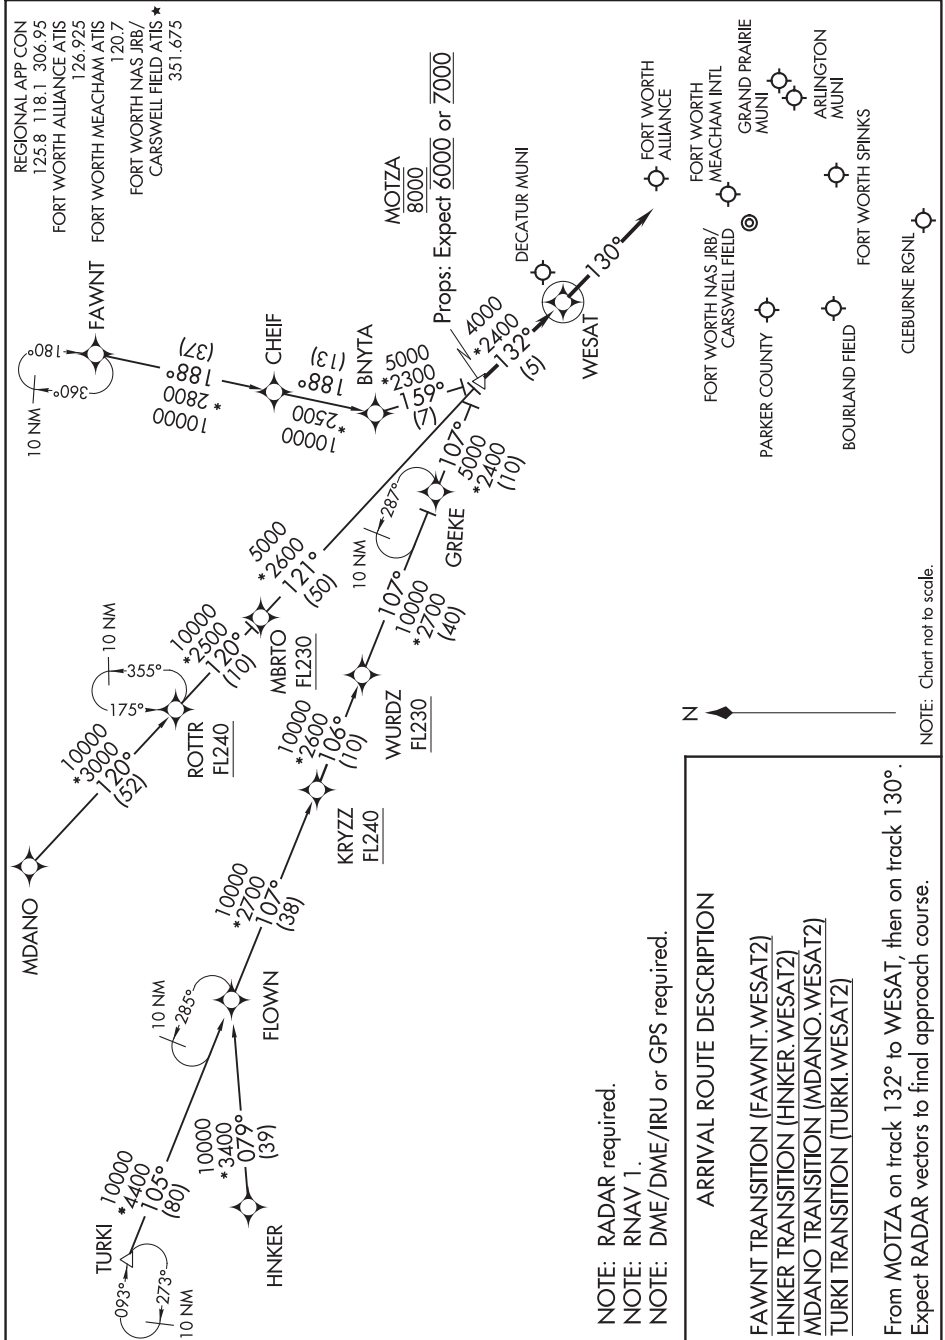 REGIONAL APP CON
125.8 118.1 306.95
FORT WORTH ALLIANCE ATIS
126.925
FORT WORTH MEACHAM ATIS
120.7
FORT WORTH NAS JRB/
CARSWELL FIELD ATIS ★
351.675
FAWNT
180°
360°
10 NM
10000
*2800
188°
(37)
CHEIF
10000
*2500
188°
(13)
BNYTA
5000
*2300
159°
(7)
MOTZA
8000
Props: Expect 6000 or 7000
4000
*2400
132°
(5)
WESAT
130°
DECATUR MUNI
FORT WORTH
ALLIANCE
FORT WORTH
MEACHAM INTL
GRAND PRAIRIE
MUNI
ARLINGTON
MUNI
FORT WORTH NAS JRB/
CARSWELL FIELD
PARKER COUNTY
FORT WORTH SPINKS
BOURLAND FIELD
CLEBURNE RGNL
MDANO
10000
*3000
120°
(52)
ROTTR
FL240
175°
355°
10 NM
10000
*2500
120°
(10)
MBRTO
FL230
5000
*2600
121°
(50)
TURKI
093°
273°
10 NM
10000
*4400
105°
(80)
HNKER
10000
*3400
079°
(39)
FLOWN
10 NM
285°
10000
*2700
107°
(38)
KRYZZ
FL240
10000
*2600
106°
(10)
WURDZ
FL230
10000
*2700
107°
(40)
GREKE
10 NM
287°
107°
5000
*2400
(10)
N
NOTE: Chart not to scale.
NOTE: RADAR required.
NOTE: RNAV 1.
NOTE: DME/DME/IRU or GPS required.
ARRIVAL ROUTE DESCRIPTION
FAWNT TRANSITION (FAWNT.WESAT2)
HNKER TRANSITION (HNKER.WESAT2)
MDANO TRANSITION (MDANO.WESAT2)
TURKI TRANSITION (TURKI.WESAT2)
From MOTZA on track 132° to WESAT, then on track 130°.
Expect RADAR vectors to final approach course.